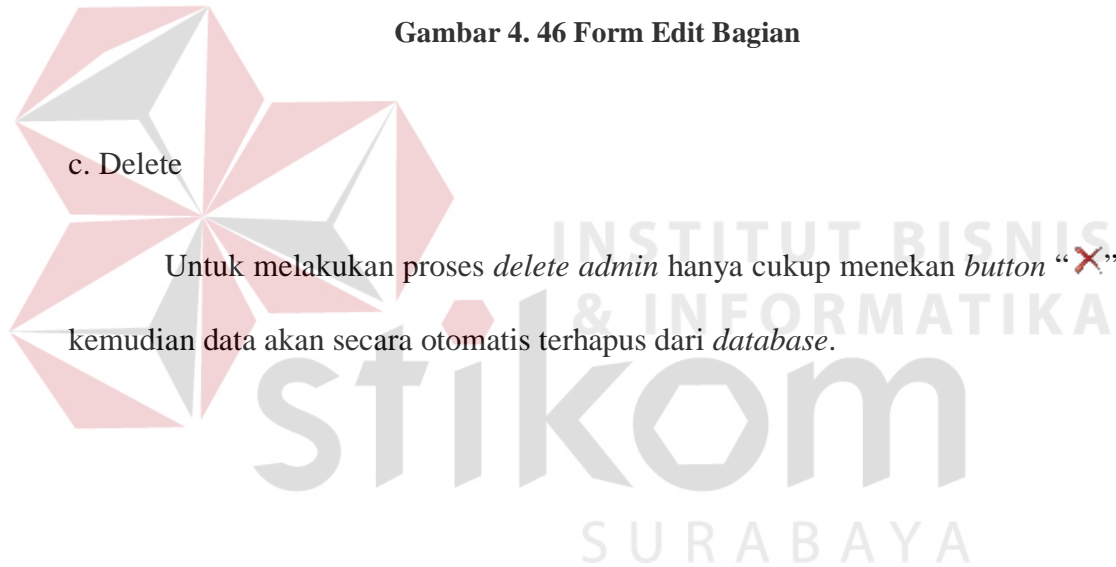 Gambar 4. 46 Form Edit Bagian
c. Delete
Untuk melakukan proses delete admin hanya cukup menekan button “ ”
kemudian data akan secara otomatis terhapus dari database.
INSTITUT BISNIS
& INFORMATIKA
stikom
SURABAYA